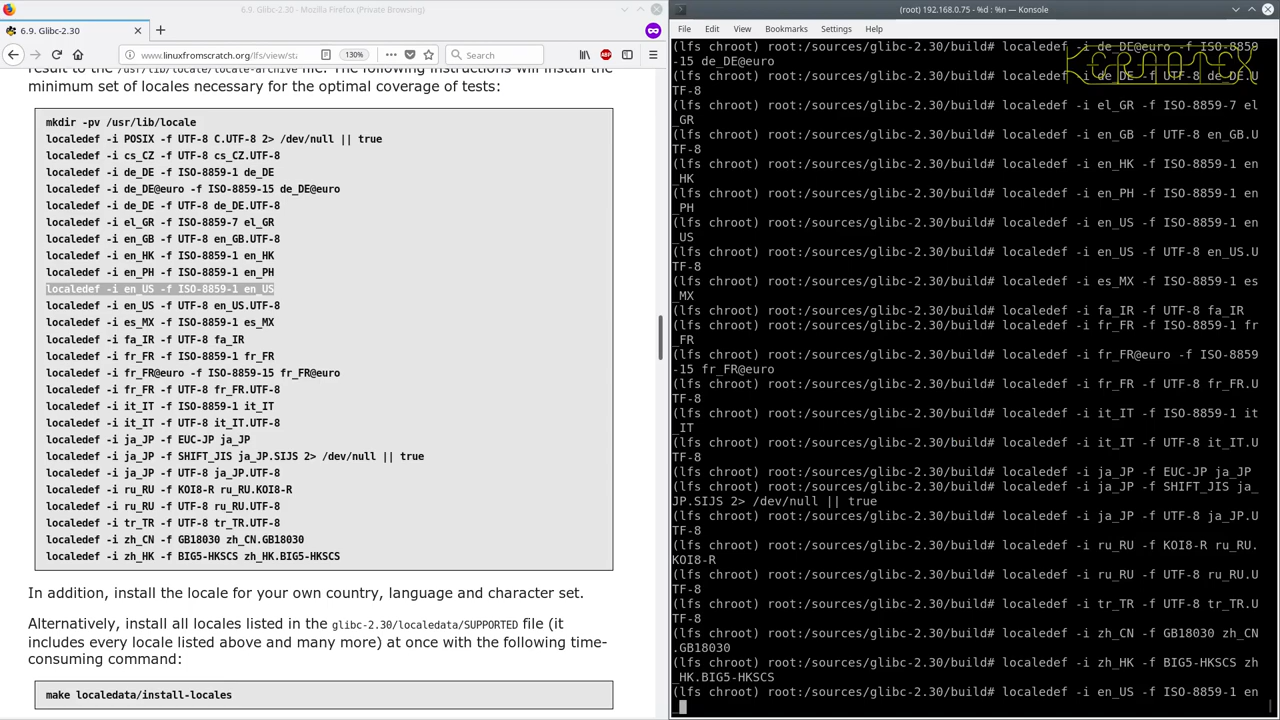 6.9. Glibc-2.30 - Mozilla Firefox (Private Browsing)
6.9. Glibc-2.30
www.linuxfromscratch.org/lfs/view/sta
130%
Search
ABP
result to the /usr/lib/locale/locale-archive file. The following instructions will install the
minimum set of locales necessary for the optimal coverage of tests:
mkdir -pv /usr/lib/locale
localedef -i POSIX -f UTF-8 C.UTF-8 2> /dev/null || true
localedef -i cs_CZ -f UTF-8 cs_CZ.UTF-8
localedef -i de_DE -f ISO-8859-1 de_DE
localedef -i de_DE@euro -f ISO-8859-15 de_DE@euro
localedef -i de_DE -f UTF-8 de_DE.UTF-8
localedef -i el_GR -f ISO-8859-7 el_GR
localedef -i en_GB -f UTF-8 en_GB.UTF-8
localedef -i en_HK -f ISO-8859-1 en_HK
localedef -i en_PH -f ISO-8859-1 en_PH
localedef -i en_US -f ISO-8859-1 en_US
localedef -i en_US -f UTF-8 en_US.UTF-8
localedef -i es_MX -f ISO-8859-1 es_MX
localedef -i fa_IR -f UTF-8 fa_IR
localedef -i fr_FR -f ISO-8859-1 fr_FR
localedef -i fr_FR@euro -f ISO-8859-15 fr_FR@euro
localedef -i fr_FR -f UTF-8 fr_FR.UTF-8
localedef -i it_IT -f ISO-8859-1 it_IT
localedef -i it_IT -f UTF-8 it_IT.UTF-8
localedef -i ja_JP -f EUC-JP ja_JP
localedef -i ja_JP -f SHIFT_JIS ja_JP.SIJS 2> /dev/null || true
localedef -i ja_JP -f UTF-8 ja_JP.UTF-8
localedef -i ru_RU -f KOI8-R ru_RU.KOI8-R
localedef -i ru_RU -f UTF-8 ru_RU.UTF-8
localedef -i tr_TR -f UTF-8 tr_TR.UTF-8
localedef -i zh_CN -f GB18030 zh_CN.GB18030
localedef -i zh_HK -f BIG5-HKSCS zh_HK.BIG5-HKSCS
In addition, install the locale for your own country, language and character set.
Alternatively, install all locales listed in the glibc-2.30/localedata/SUPPORTED file (it
includes every locale listed above and many more) at once with the following time-
consuming command:
make localedata/install-locales
(root) 192.168.0.75 - %d : %n — Konsole
File Edit View Bookmarks Settings Help
(lfs chroot) root:/sources/glibc-2.30/build# localedef -i de_DE@euro -f ISO-8859
-15 de_DE@euro
(lfs chroot) root:/sources/glibc-2.30/build# localedef -i de_DE -f UTF-8 de_DE.U
TF-8
(lfs chroot) root:/sources/glibc-2.30/build# localedef -i el_GR -f ISO-8859-7 el
_GR
(lfs chroot) root:/sources/glibc-2.30/build# localedef -i en_GB -f UTF-8 en_GB.U
TF-8
(lfs chroot) root:/sources/glibc-2.30/build# localedef -i en_HK -f ISO-8859-1 en
_HK
(lfs chroot) root:/sources/glibc-2.30/build# localedef -i en_PH -f ISO-8859-1 en
_PH
(lfs chroot) root:/sources/glibc-2.30/build# localedef -i en_US -f ISO-8859-1 en
_US
(lfs chroot) root:/sources/glibc-2.30/build# localedef -i en_US -f UTF-8 en_US.U
TF-8
(lfs chroot) root:/sources/glibc-2.30/build# localedef -i es_MX -f ISO-8859-1 es
_MX
(lfs chroot) root:/sources/glibc-2.30/build# localedef -i fa_IR -f UTF-8 fa_IR
(lfs chroot) root:/sources/glibc-2.30/build# localedef -i fr_FR -f ISO-8859-1 fr
_FR
(lfs chroot) root:/sources/glibc-2.30/build# localedef -i fr_FR@euro -f ISO-8859
-15 fr_FR@euro
(lfs chroot) root:/sources/glibc-2.30/build# localedef -i fr_FR -f UTF-8 fr_FR.U
TF-8
(lfs chroot) root:/sources/glibc-2.30/build# localedef -i it_IT -f ISO-8859-1 it
_IT
(lfs chroot) root:/sources/glibc-2.30/build# localedef -i it_IT -f UTF-8 it_IT.U
TF-8
(lfs chroot) root:/sources/glibc-2.30/build# localedef -i ja_JP -f EUC-JP ja_JP
(lfs chroot) root:/sources/glibc-2.30/build# localedef -i ja_JP -f SHIFT_JIS ja_
JP.SIJS 2> /dev/null || true
(lfs chroot) root:/sources/glibc-2.30/build# localedef -i ja_JP -f UTF-8 ja_JP.U
TF-8
(lfs chroot) root:/sources/glibc-2.30/build# localedef -i ru_RU -f KOI8-R ru_RU.
KOI8-R
(lfs chroot) root:/sources/glibc-2.30/build# localedef -i ru_RU -f UTF-8 ru_RU.U
TF-8
(lfs chroot) root:/sources/glibc-2.30/build# localedef -i tr_TR -f UTF-8 tr_TR.U
TF-8
(lfs chroot) root:/sources/glibc-2.30/build# localedef -i zh_CN -f GB18030 zh_CN
.GB18030
(lfs chroot) root:/sources/glibc-2.30/build# localedef -i zh_HK -f BIG5-HKSCS zh
_HK.BIG5-HKSCS
(lfs chroot) root:/sources/glibc-2.30/build# localedef -i en_US -f ISO-8859-1 en